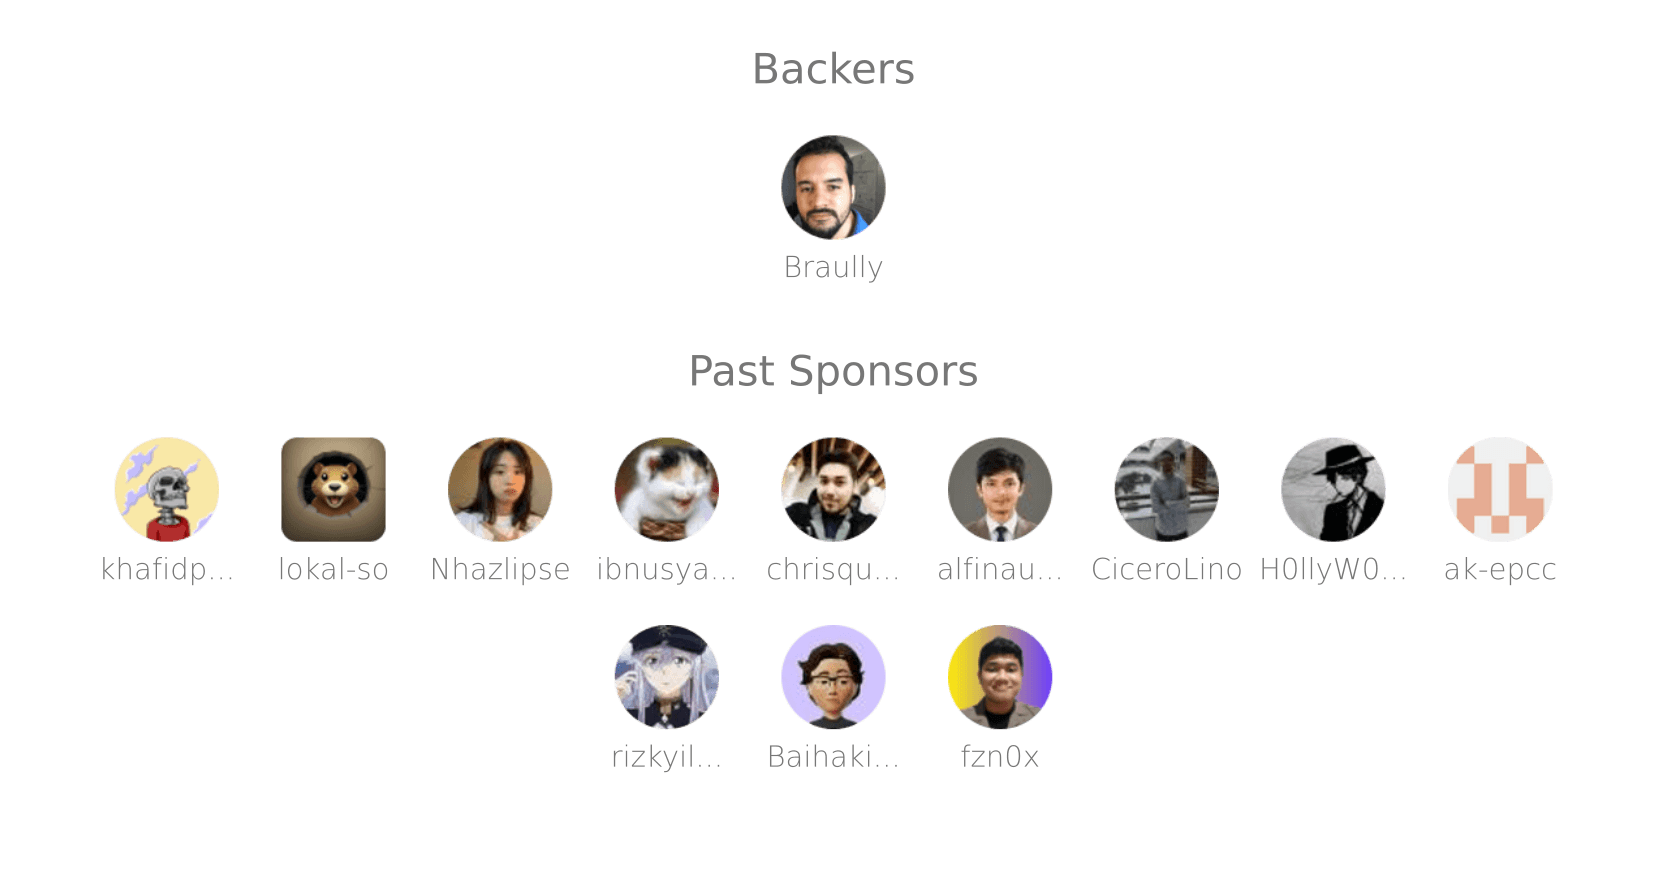 Backers
Braully
Past Sponsors
khafidp... lokal-so Nhazlipse ibnusya... chrisqu... alfinau... CiceroLino H0llyW0... ak-epcc
rizkyil... Baihaki... fzn0x